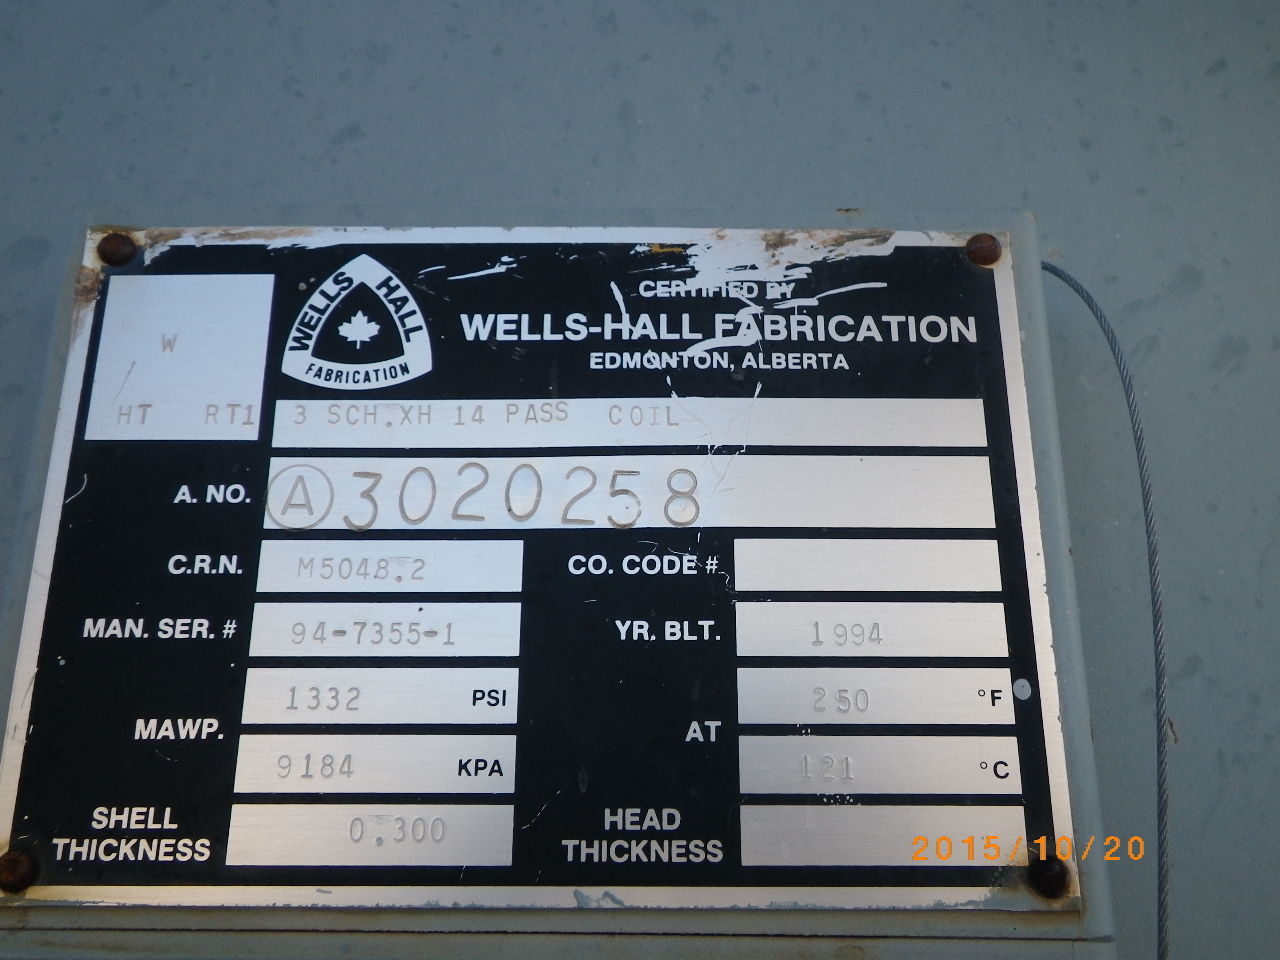 WELLS HALL
FABRICATION
CERTIFIED BY
WELLS-HALL FABRICATION
EDMONTON, ALBERTA
W
HT RT1
3 SCH.XH 14 PASS COIL
A. NO. A 3020258
C.R.N. M5048.2 CO. CODE #
MAN. SER. # 94-7355-1 YR. BLT. 1994
MAWP. 1332 PSI AT 250 °F
9184 KPA 121 °C
SHELL THICKNESS 0.300 HEAD THICKNESS
2015/10/20